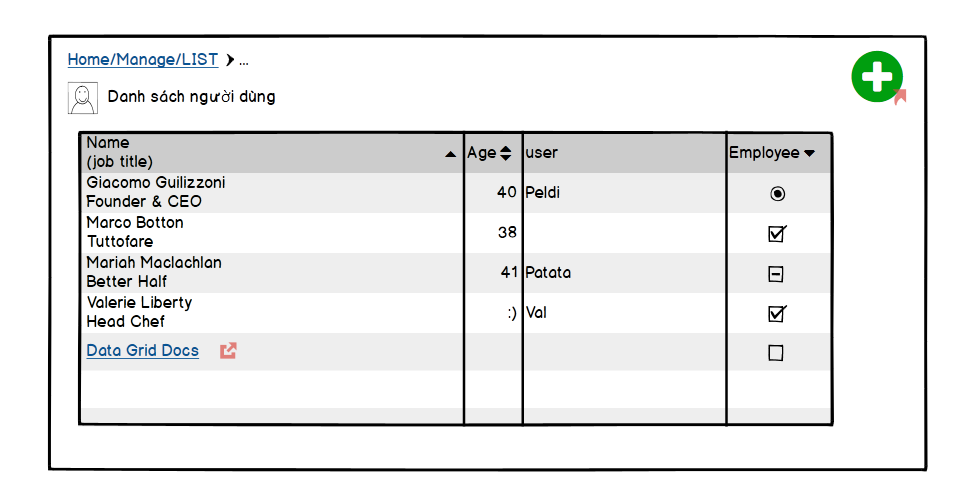 Home/Manage/LIST ...
Danh sách người dùng
Name
(job title)
Age
user
Employee
Giacomo Guilizzoni
Founder & CEO
40
Peldi
Marco Botton
Tuttofare
38
Mariah Maclachlan
Better Half
41
Patata
Valerie Liberty
Head Chef
:)
Val
Data Grid Docs